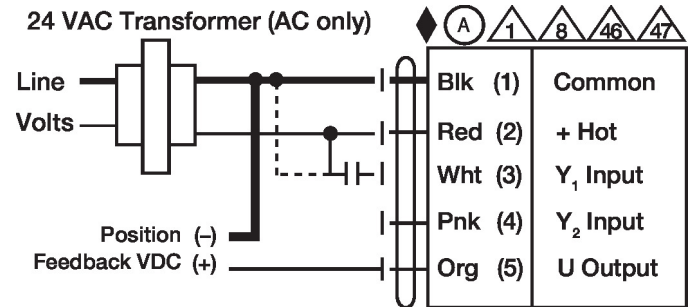 24 VAC Transformer (AC only)
A 1 8 46 47
Line
Volts
Blk (1) Common
Red (2) + Hot
Wht (3) Y1 Input
Pnk (4) Y2 Input
Org (5) U Output
Position (–)
Feedback VDC (+)